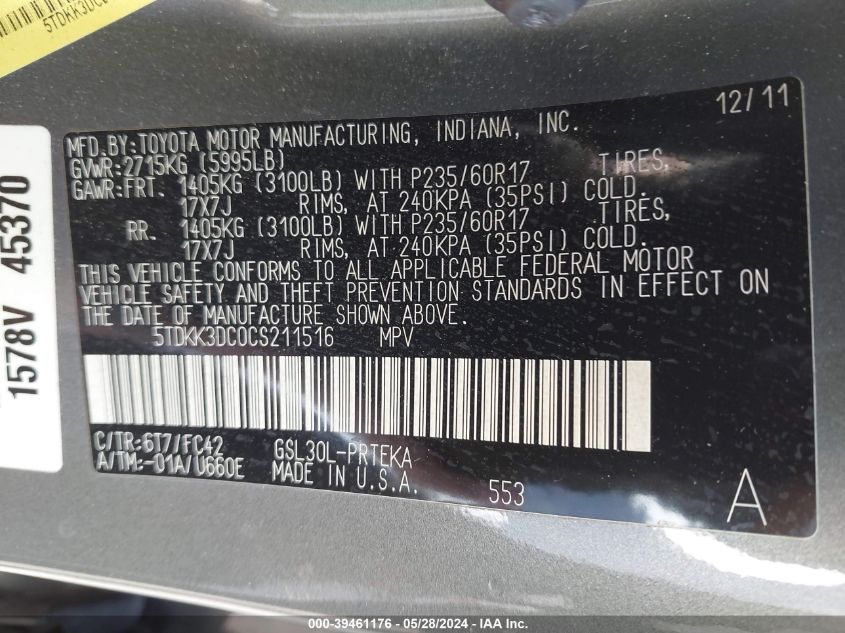 5TDKK3DC
12/11
MFD.BY:TOYOTA MOTOR MANUFACTURING, INDIANA, INC.
GVWR:2715KG (5995LB)
GAWR:FRT. 1405KG (3100LB) WITH P235/60R17 TIRES,
17X7J RIMS, AT 240KPA (35PSI) COLD.
RR. 1405KG (3100LB) WITH P235/60R17 TIRES,
17X7J RIMS, AT 240KPA (35PSI) COLD.
THIS VEHICLE CONFORMS TO ALL APPLICABLE FEDERAL MOTOR
VEHICLE SAFETY AND THEFT PREVENTION STANDARDS IN EFFECT ON
THE DATE OF MANUFACTURE SHOWN ABOVE.
5TDKK3DC0CS211516 MPV
C/TR:6T7/FC42 GSL30L-PRTEKA
A/TM:-01A/U660E MADE IN U.S.A.
553
A
1578V 45370
000-39461176 — 05/28/2024 — IAA Inc.